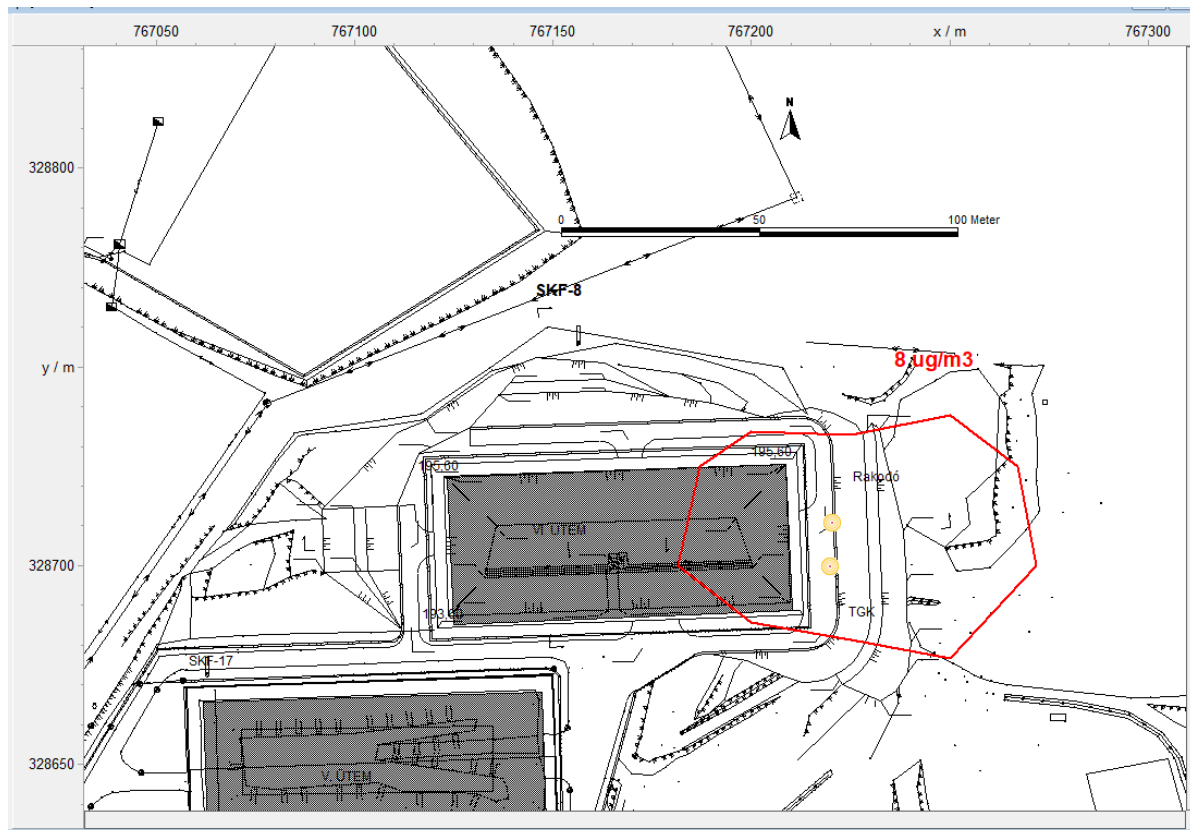 767050 767100 767150 767200 x / m 767300
N
328800
0 50 100 Meter
SKF-8
y / m
8 ug/m3
195,60 195,60
Rakodó
VI. ÜTEM
328700
193,60 TGK
SKF-17
328650
V. ÜTEM